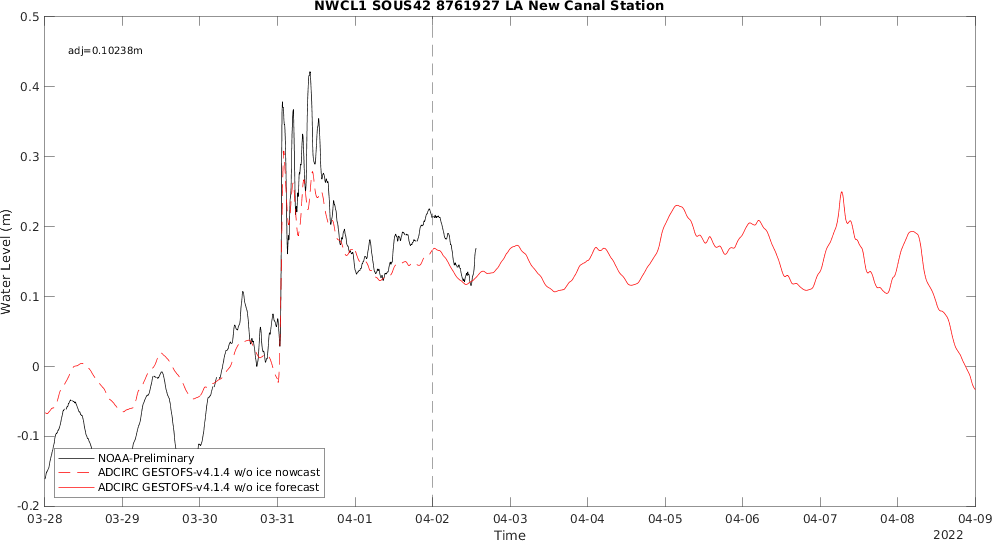 NWCL1 SOUS42 8761927 LA New Canal Station
adj=0.10238m
Water Level (m)
0.5
0.4
0.3
0.2
0.1
0
-0.1
-0.2
NOAA-Preliminary
ADCIRC GESTOFS-v4.1.4 w/o ice nowcast
ADCIRC GESTOFS-v4.1.4 w/o ice forecast
03-28 03-29 03-30 03-31 04-01 04-02 04-03 04-04 04-05 04-06 04-07 04-08 04-09
Time
2022